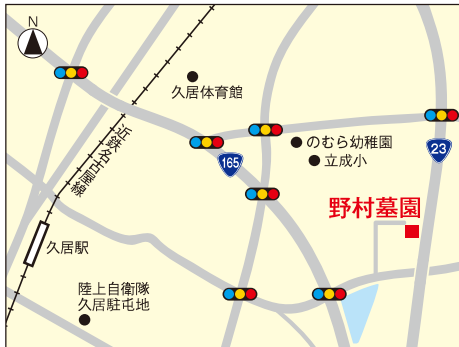 N
久居体育館
のむら幼稚園
立成小
165
23
近鉄名古屋線
野村墓園
久居駅
陸上自衛隊
久居駐屯地